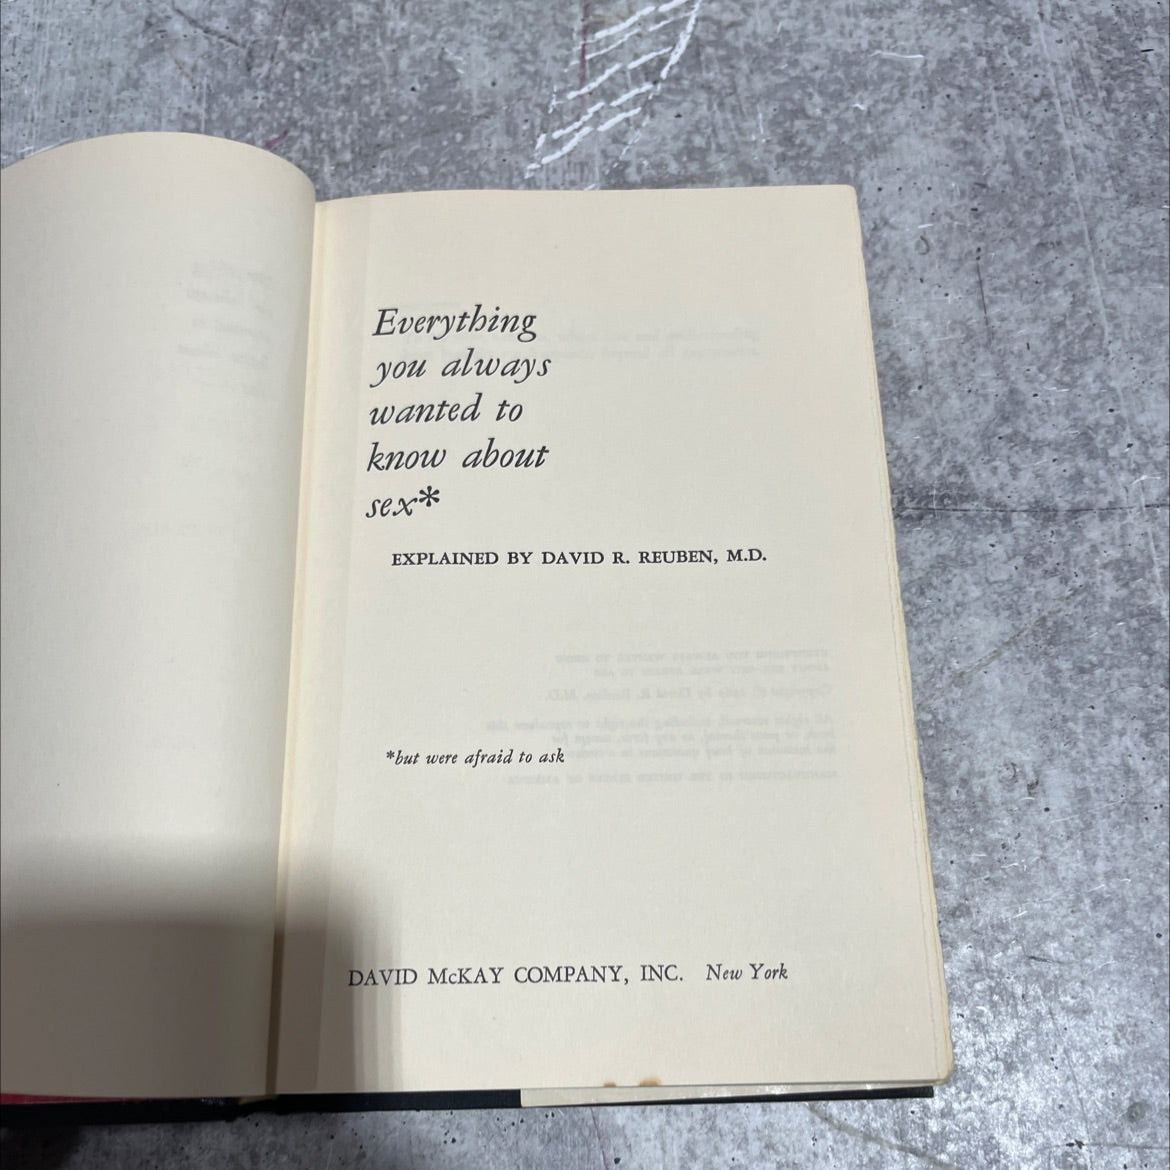 Everything
you always
wanted to
know about
sex*
EXPLAINED BY DAVID R. REUBEN, M.D.
*but were afraid to ask
DAVID McKAY COMPANY, INC. New York